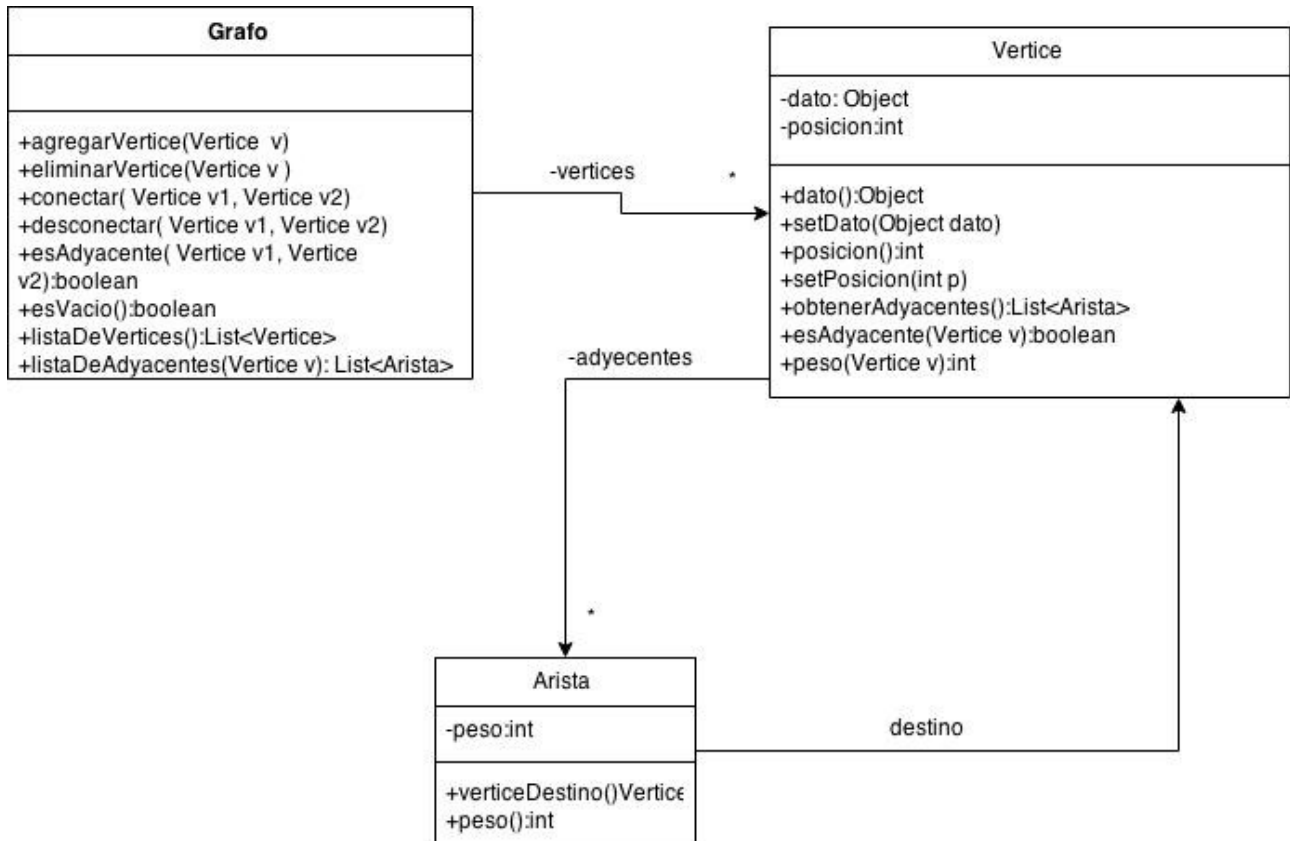 Grafo
+agregarVertice(Vertice v)
+eliminarVertice(Vertice v )
+conectar( Vertice v1, Vertice v2)
+desconectar( Vertice v1, Vertice v2)
+esAdyacente( Vertice v1, Vertice
v2):boolean
+esVacio():boolean
+listaDeVertices():List<Vertice>
+listaDeAdyacentes(Vertice v): List<Arista>
-vertices
*
Vertice
-dato: Object
-posicion:int
+dato():Object
+setDato(Object dato)
+posicion():int
+setPosicion(int p)
+obtenerAdyacentes():List<Arista>
+esAdyacente(Vertice v):boolean
+peso(Vertice v):int
-adyecentes
*
Arista
-peso:int
+verticeDestino()Vertice
+peso():int
destino